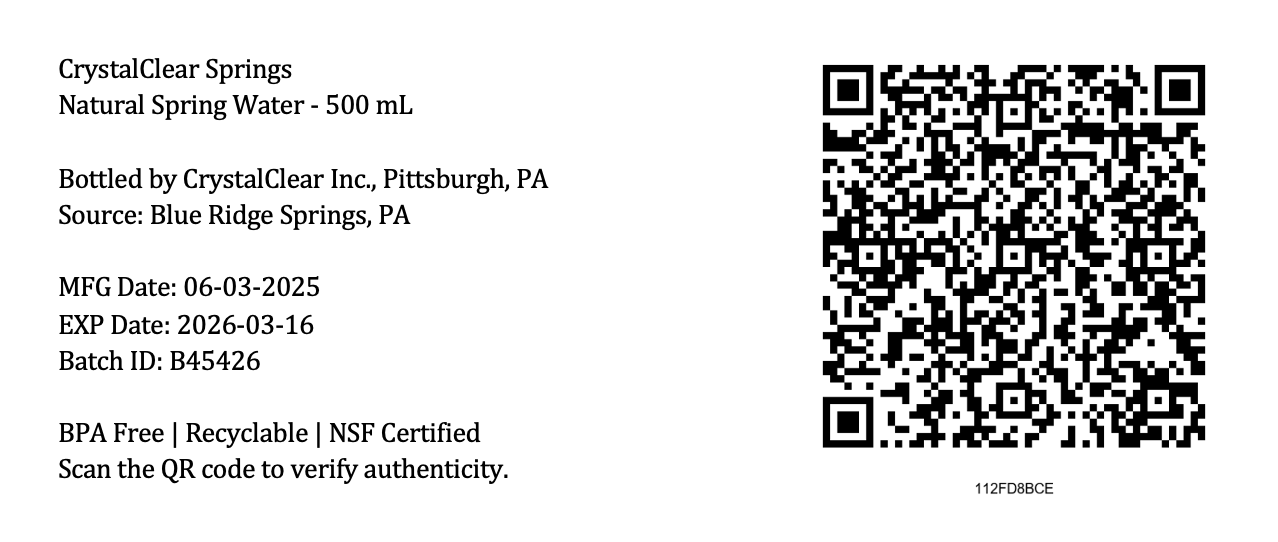 CrystalClear Springs
Natural Spring Water - 500 mL
Bottled by CrystalClear Inc., Pittsburgh, PA
Source: Blue Ridge Springs, PA
MFG Date: 06-03-2025
EXP Date: 2026-03-16
Batch ID: B45426
BPA Free | Recyclable | NSF Certified
Scan the QR code to verify authenticity.
112FD8BCE